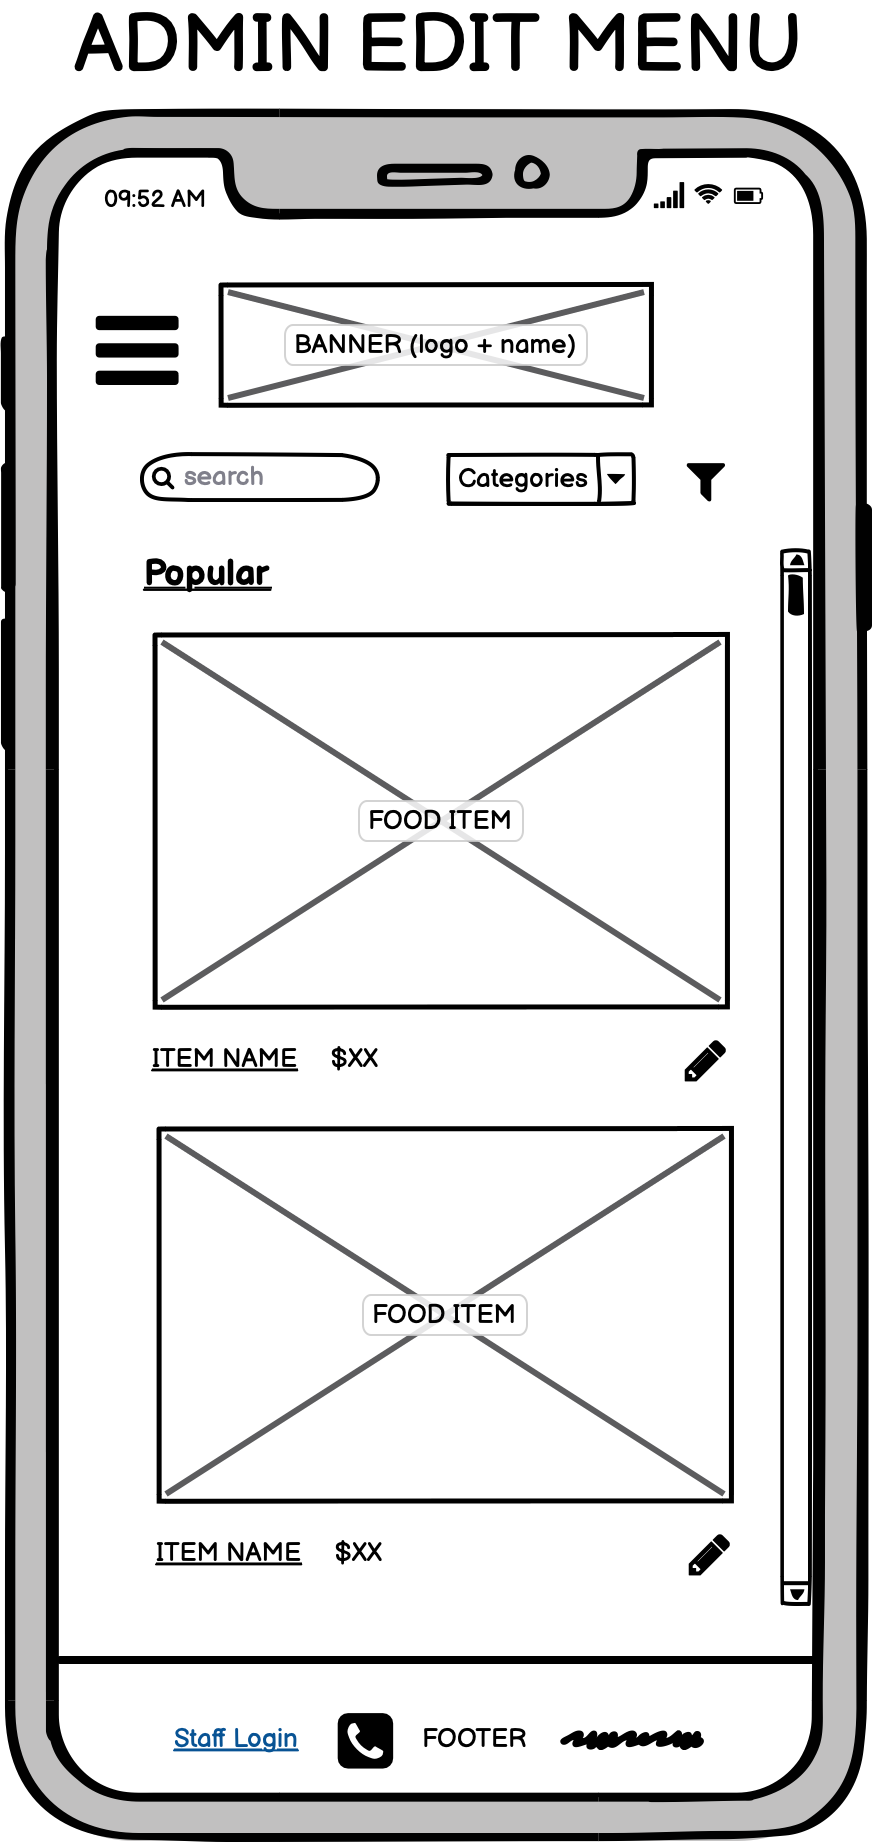 ADMIN EDIT MENU
09:52 AM
BANNER (logo + name)
search
Categories
Popular
FOOD ITEM
ITEM NAME $XX
FOOD ITEM
ITEM NAME $XX
Staff Login FOOTER